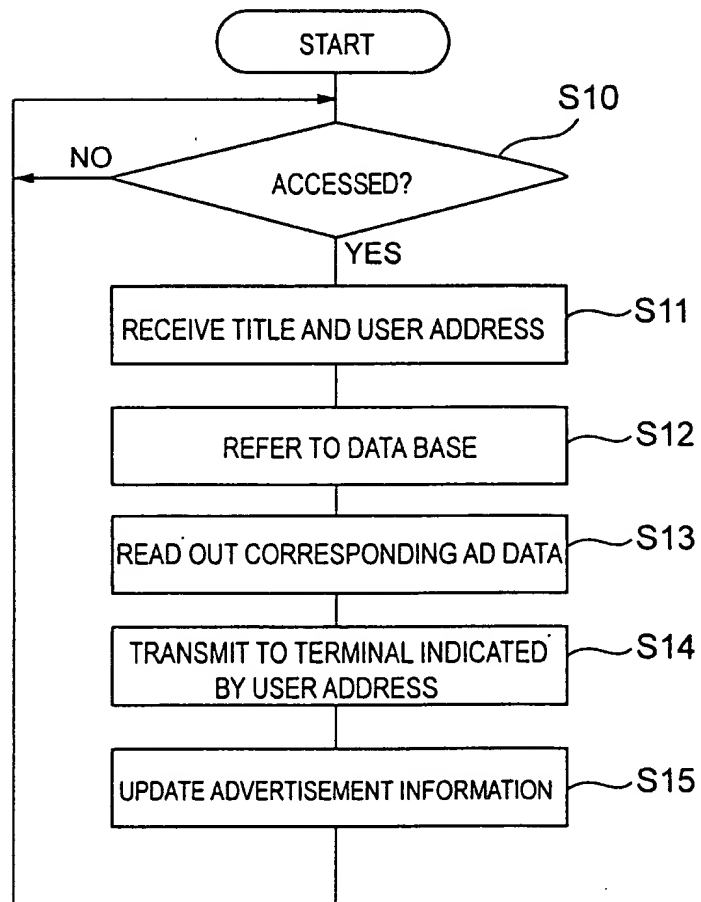 START
S10
NO
ACCESSED?
YES
RECEIVE TITLE AND USER ADDRESS
S11
REFER TO DATA BASE
S12
READ OUT CORRESPONDING AD DATA
S13
TRANSMIT TO TERMINAL INDICATED
BY USER ADDRESS
S14
UPDATE ADVERTISEMENT INFORMATION
S15